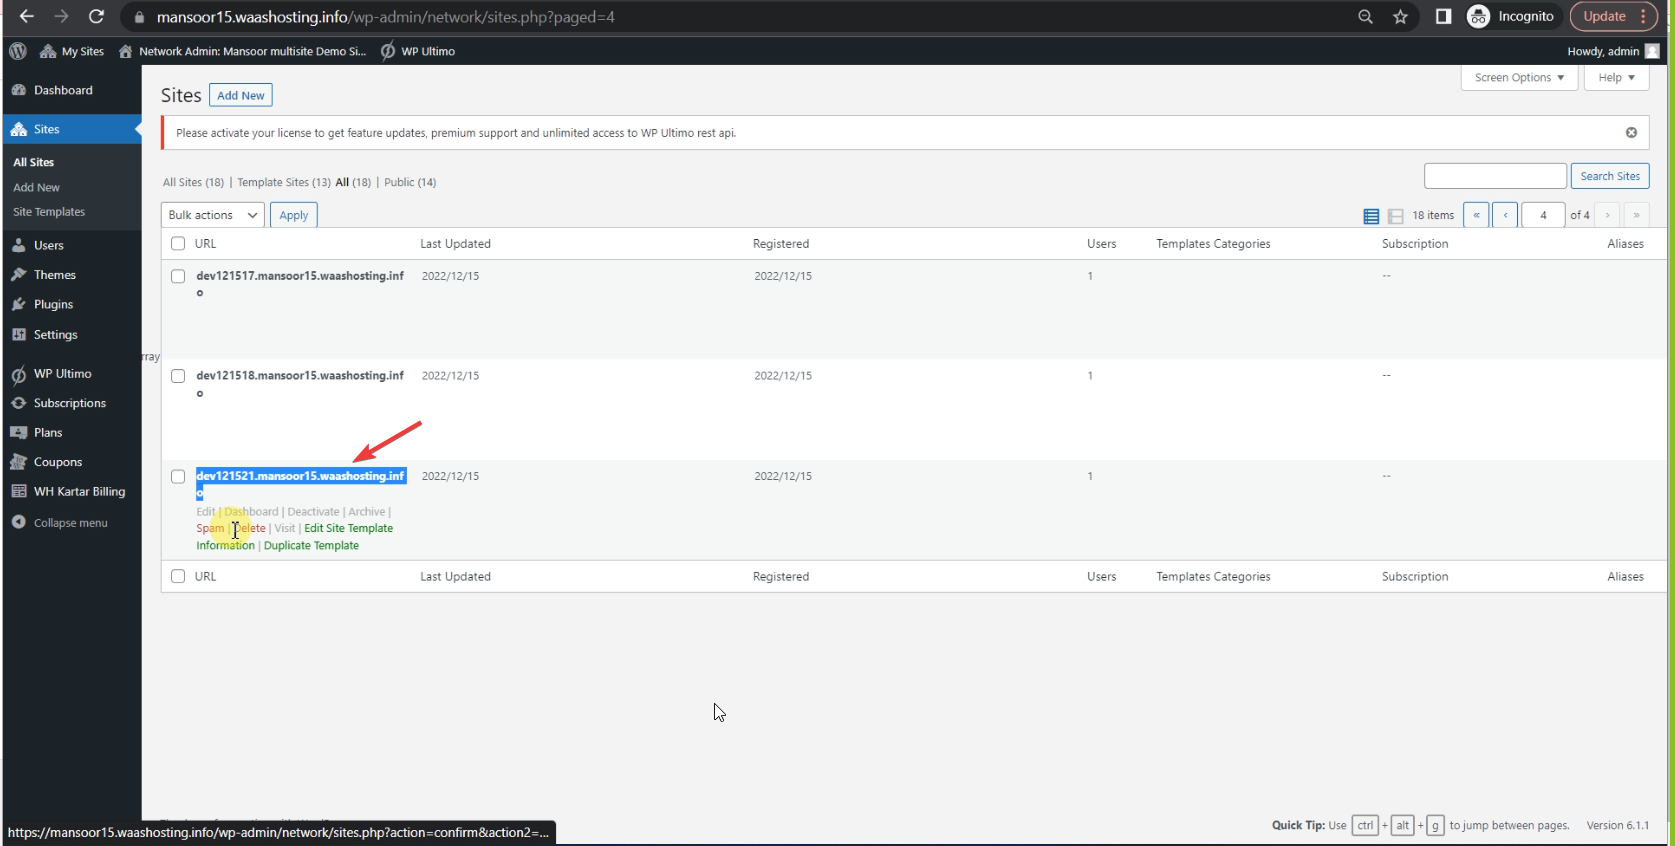 mansoor15.waashosting.info/wp-admin/network/sites.php?paged=4
Incognito
Update
My Sites
Network Admin: Mansoor multisite Demo Si...
WP Ultimo
Howdy, admin
Dashboard
Sites
All Sites
Add New
Site Templates
Users
Themes
Plugins
Settings
WP Ultimo
Subscriptions
Plans
Coupons
WH Kartar Billing
Collapse menu
Sites
Add New
Screen Options ▼
Help ▼
Please activate your license to get feature updates, premium support and unlimited access to WP Ultimo rest api.
All Sites (18) | Template Sites (13) All (18) | Public (14)
Search Sites
Bulk actions
Apply
18 items « ‹ 4 of 4 › »
URL Last Updated Registered Users Templates Categories Subscription Aliases
dev121517.mansoor15.waashosting.inf 2022/12/15 2022/12/15 1 --
o
rray
dev121518.mansoor15.waashosting.inf 2022/12/15 2022/12/15 1 --
o
dev121521.mansoor15.waashosting.inf 2022/12/15 2022/12/15 1 --
o
Edit | Dashboard | Deactivate | Archive |
Spam | Delete | Visit | Edit Site Template
Information | Duplicate Template
URL Last Updated Registered Users Templates Categories Subscription Aliases
Quick Tip: Use ctrl + alt + g to jump between pages. Version 6.1.1
https://mansoor15.waashosting.info/wp-admin/network/sites.php?action=confirm&action2=...